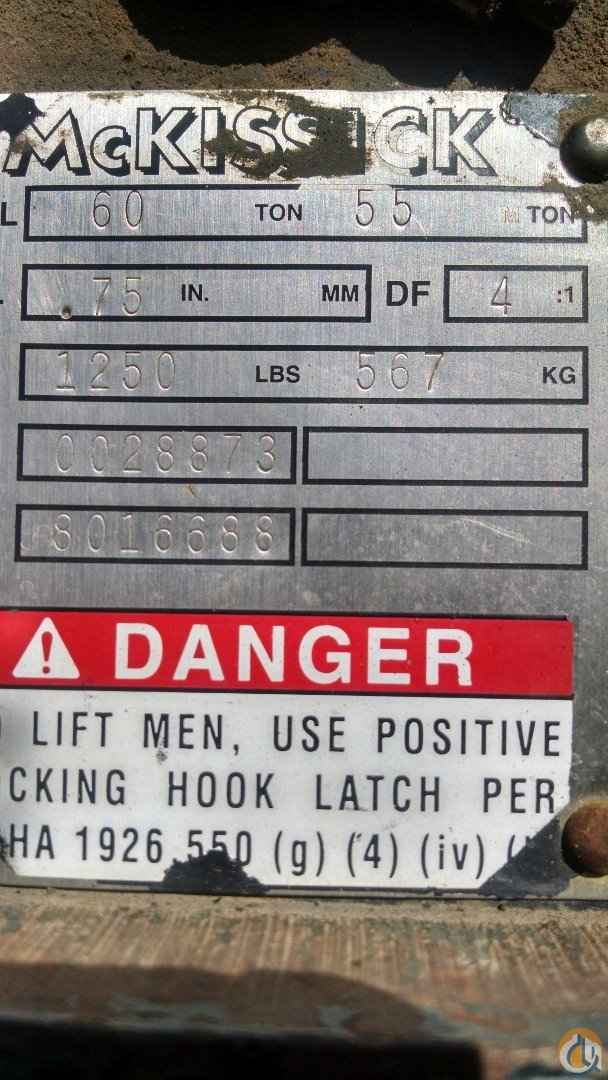 McKISSICK
L 60 TON 55 M TON
.75 IN. MM DF 4 :1
1250 LBS 567 KG
0028873
8016688
DANGER
LIFT MEN, USE POSITIVE
CKING HOOK LATCH PER
HA 1926.550 (g) (4) (iv)